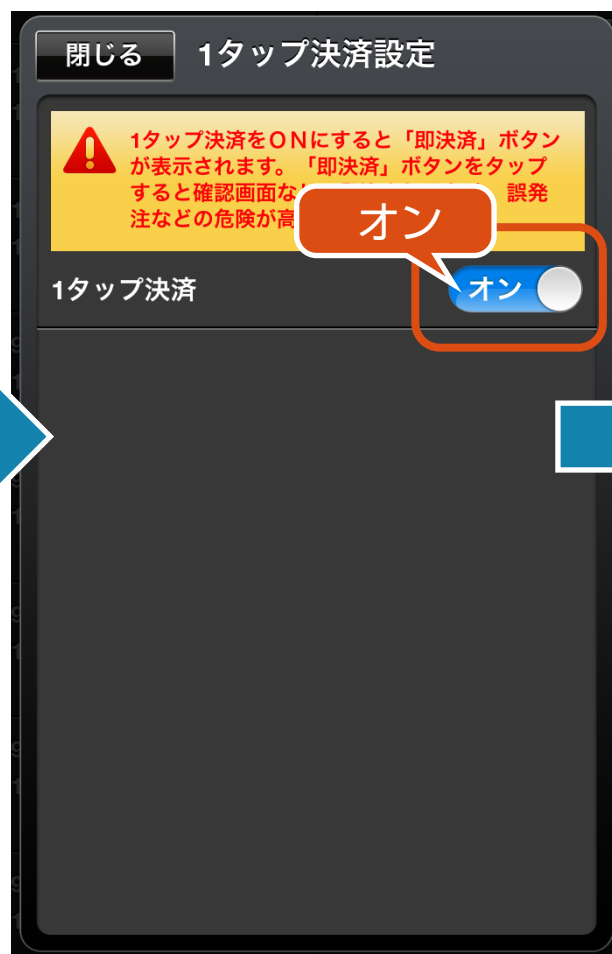 閉じる 1タップ決済設定
1タップ決済をＯＮにすると「即決済」ボタン
が表示されます。「即決済」ボタンをタップ
すると確認画面な 誤発
注などの危険が高
オン
1タップ決済 オン